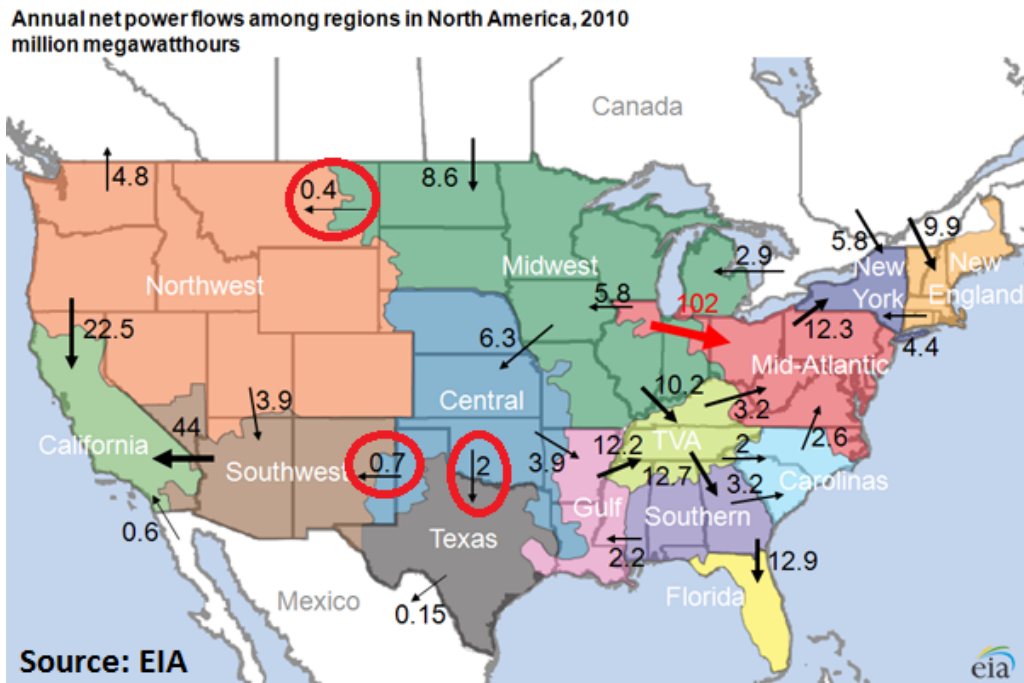 Annual net power flows among regions in North America, 2010
million megawatthours
Canada
4.8
0.4
8.6
5.8
9.9
2.9
New
York
New
England
Northwest
Midwest
5.8
102
12.3
4.4
22.5
6.3
Mid-Atlantic
10.2
3.2
3.9
Central
44
California
Southwest
0.7
2
3.9
12.2
TVA
2
2.6
12.7
3.2
Carolinas
Gulf
Southern
0.6
Texas
2.2
12.9
Mexico
0.15
Florida
Source: EIA
eia